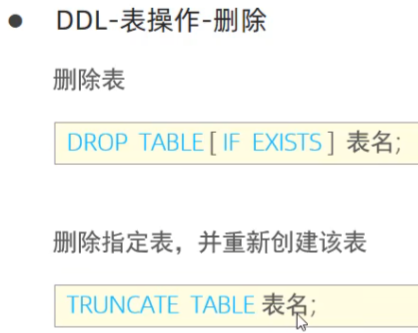 ● DDL-表操作-删除
删除表
DROP TABLE [ IF EXISTS ] 表名;
删除指定表，并重新创建该表
TRUNCATE TABLE 表名;